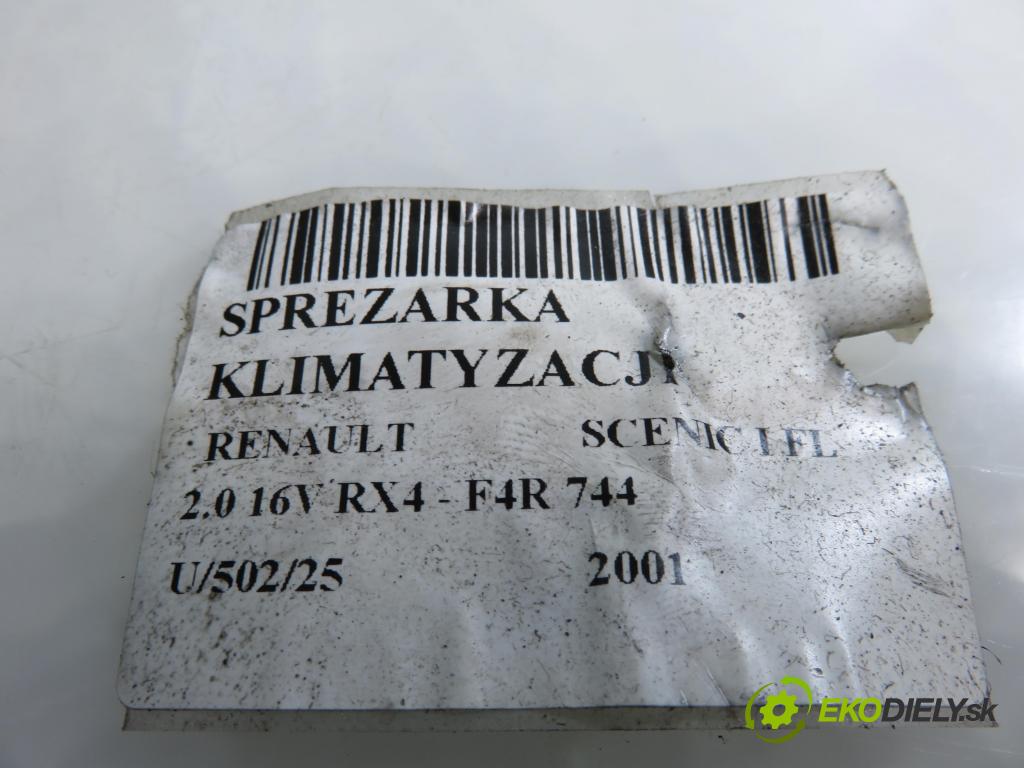 SPREZARKA
KLIMATYZACJI
RENAULT SCENIC I FL
2.0 16V RX4 - F4R 744
U/502/25 2001
EKODIELY.sk